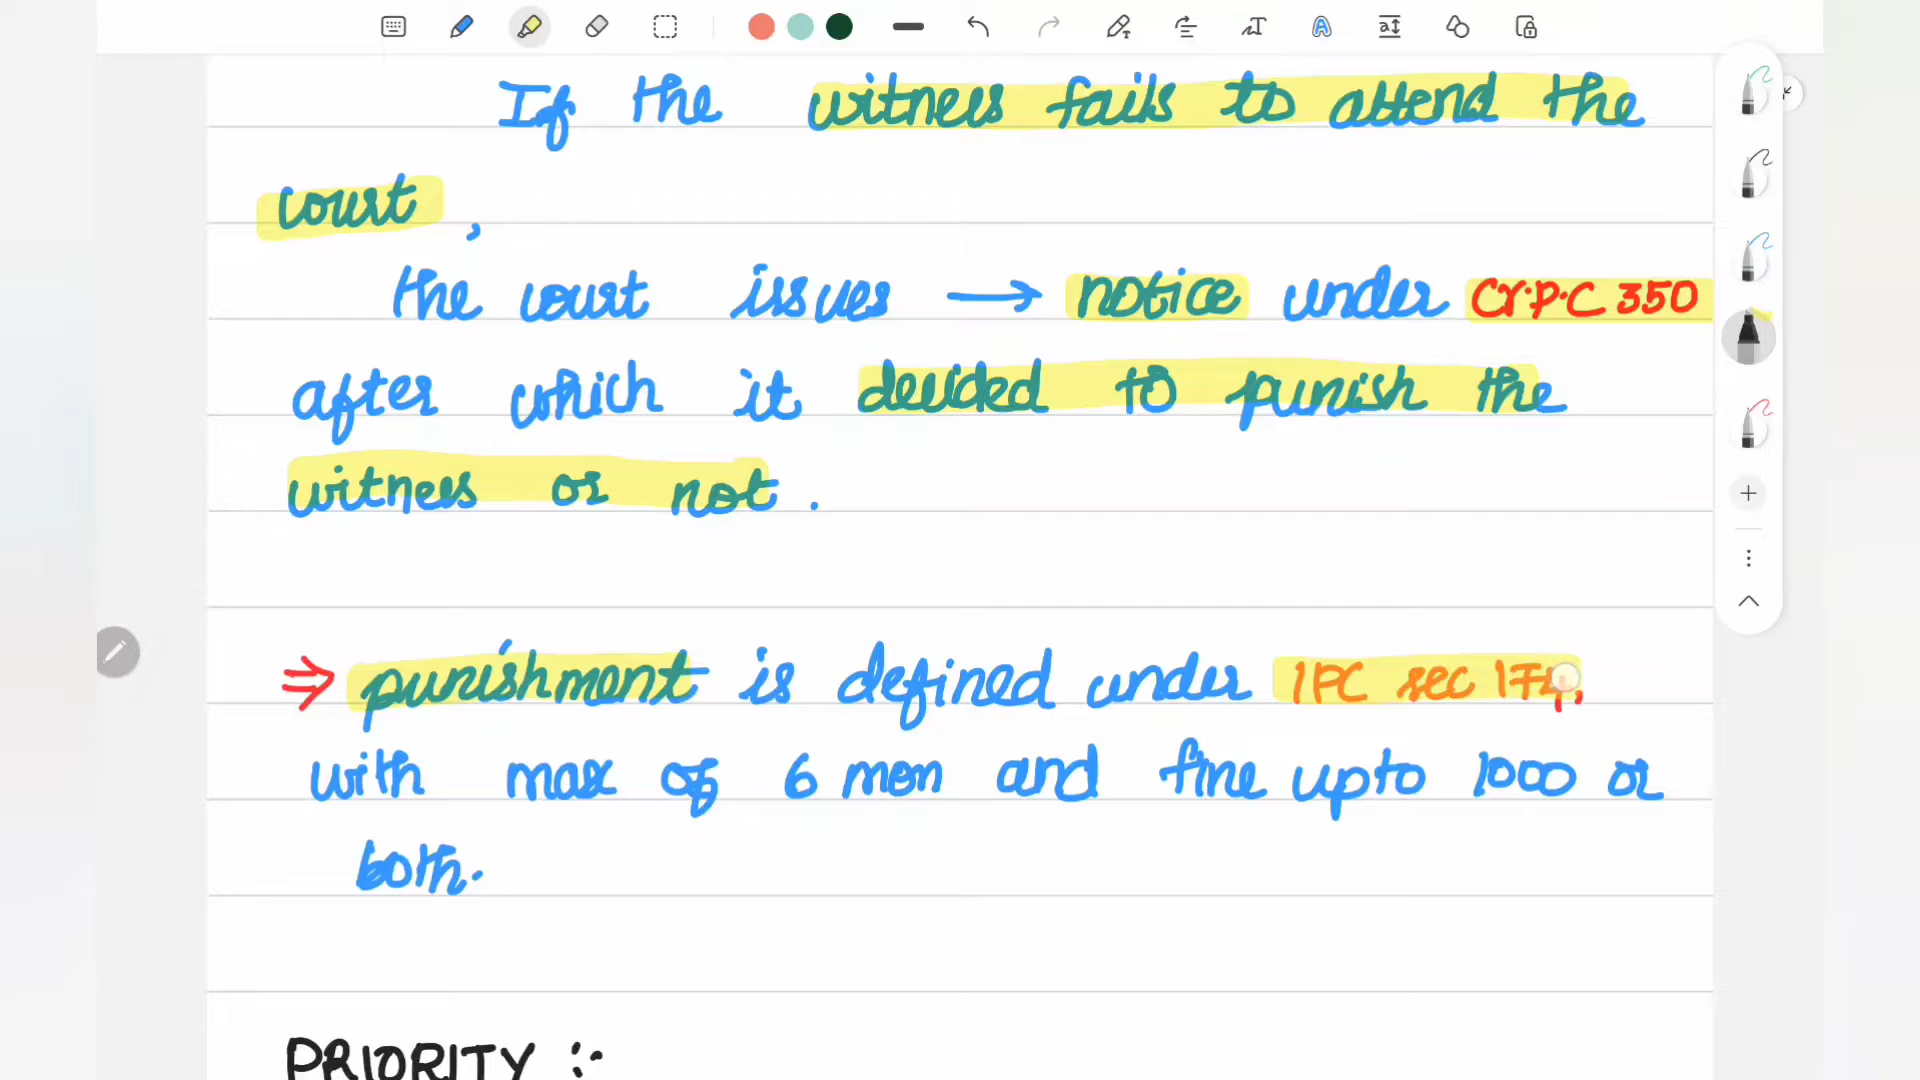 If the witness fails to attend the
court,
the court issues → notice under Cr.P.C 350
after which it decided to punish the
witness or not.
⇒ punishment is defined under IPC sec 174,
with max of 6 mon and fine upto 1000 or
both.
PRIORITY :-